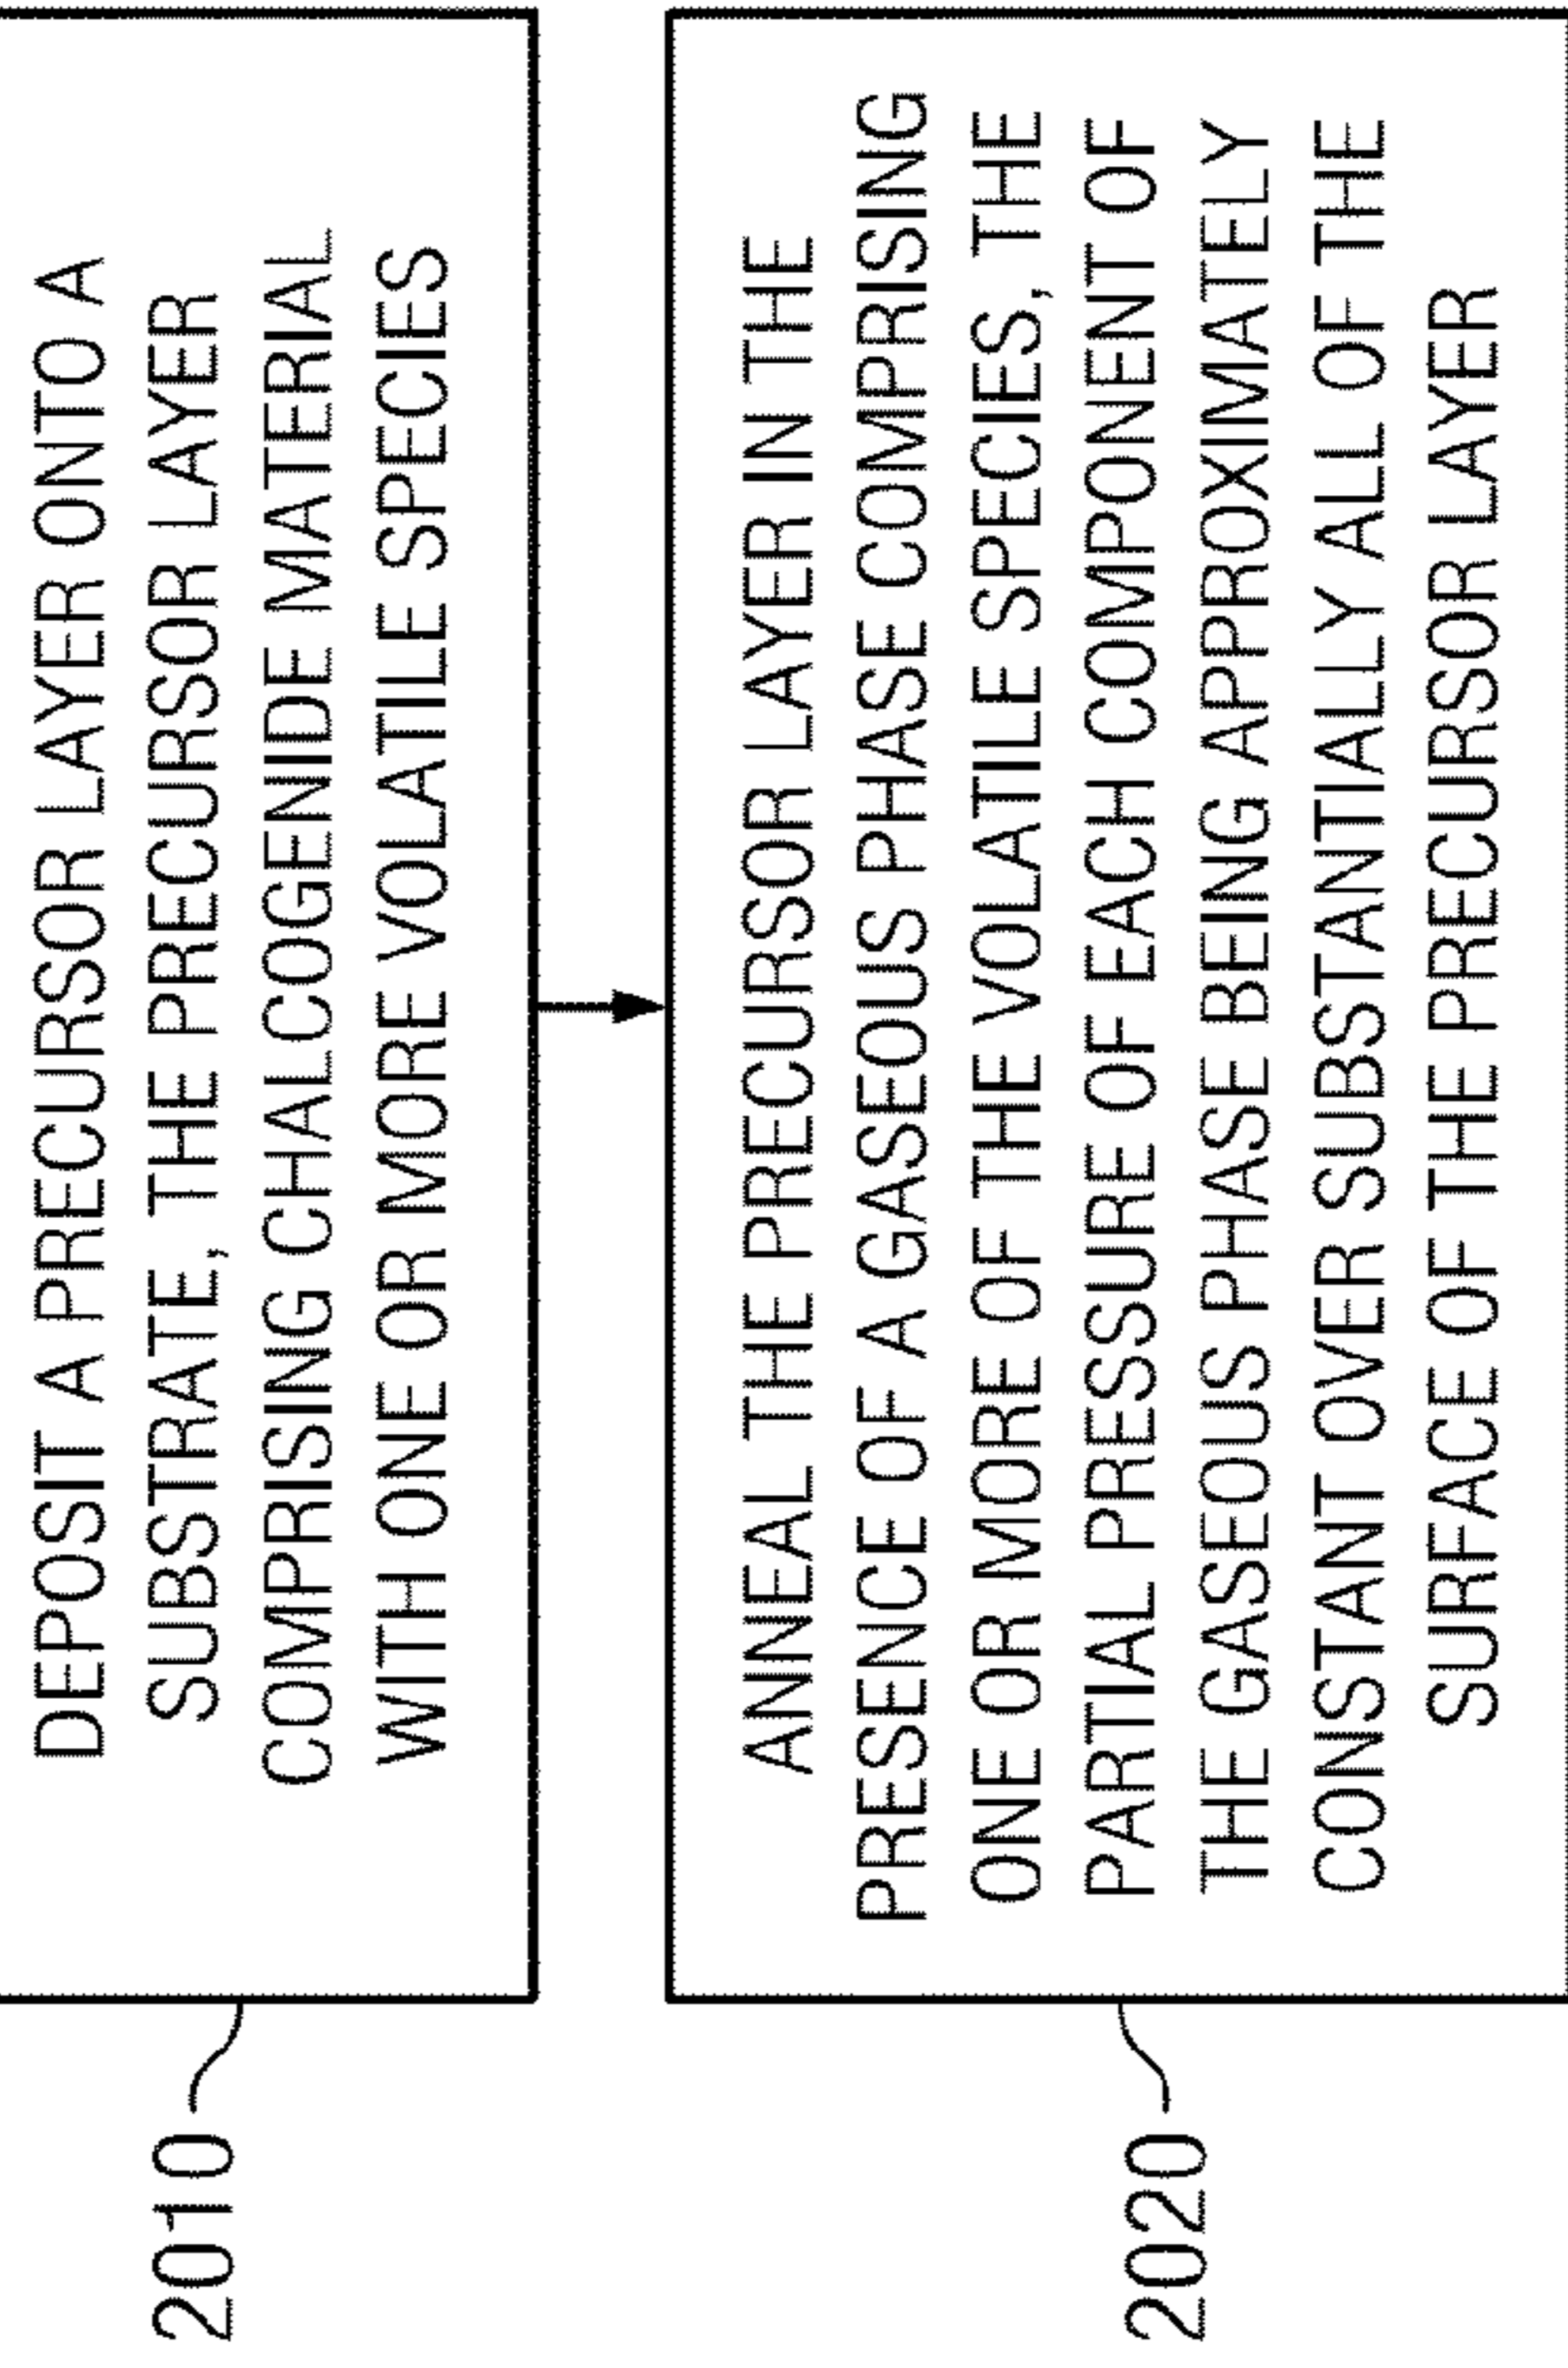 2010
DEPOSIT A PRECURSOR LAYER ONTO A
SUBSTRATE, THE PRECURSOR LAYER
COMPRISING CHALCOGENIDE MATERIAL
WITH ONE OR MORE VOLATILE SPECIES
2020
ANNEAL THE PRECURSOR LAYER IN THE
PRESENCE OF A GASEOUS PHASE COMPRISING
ONE OR MORE OF THE VOLATILE SPECIES, THE
PARTIAL PRESSURE OF EACH COMPONENT OF
THE GASEOUS PHASE BEING APPROXIMATELY
CONSTANT OVER SUBSTANTIALLY ALL OF THE
SURFACE OF THE PRECURSOR LAYER